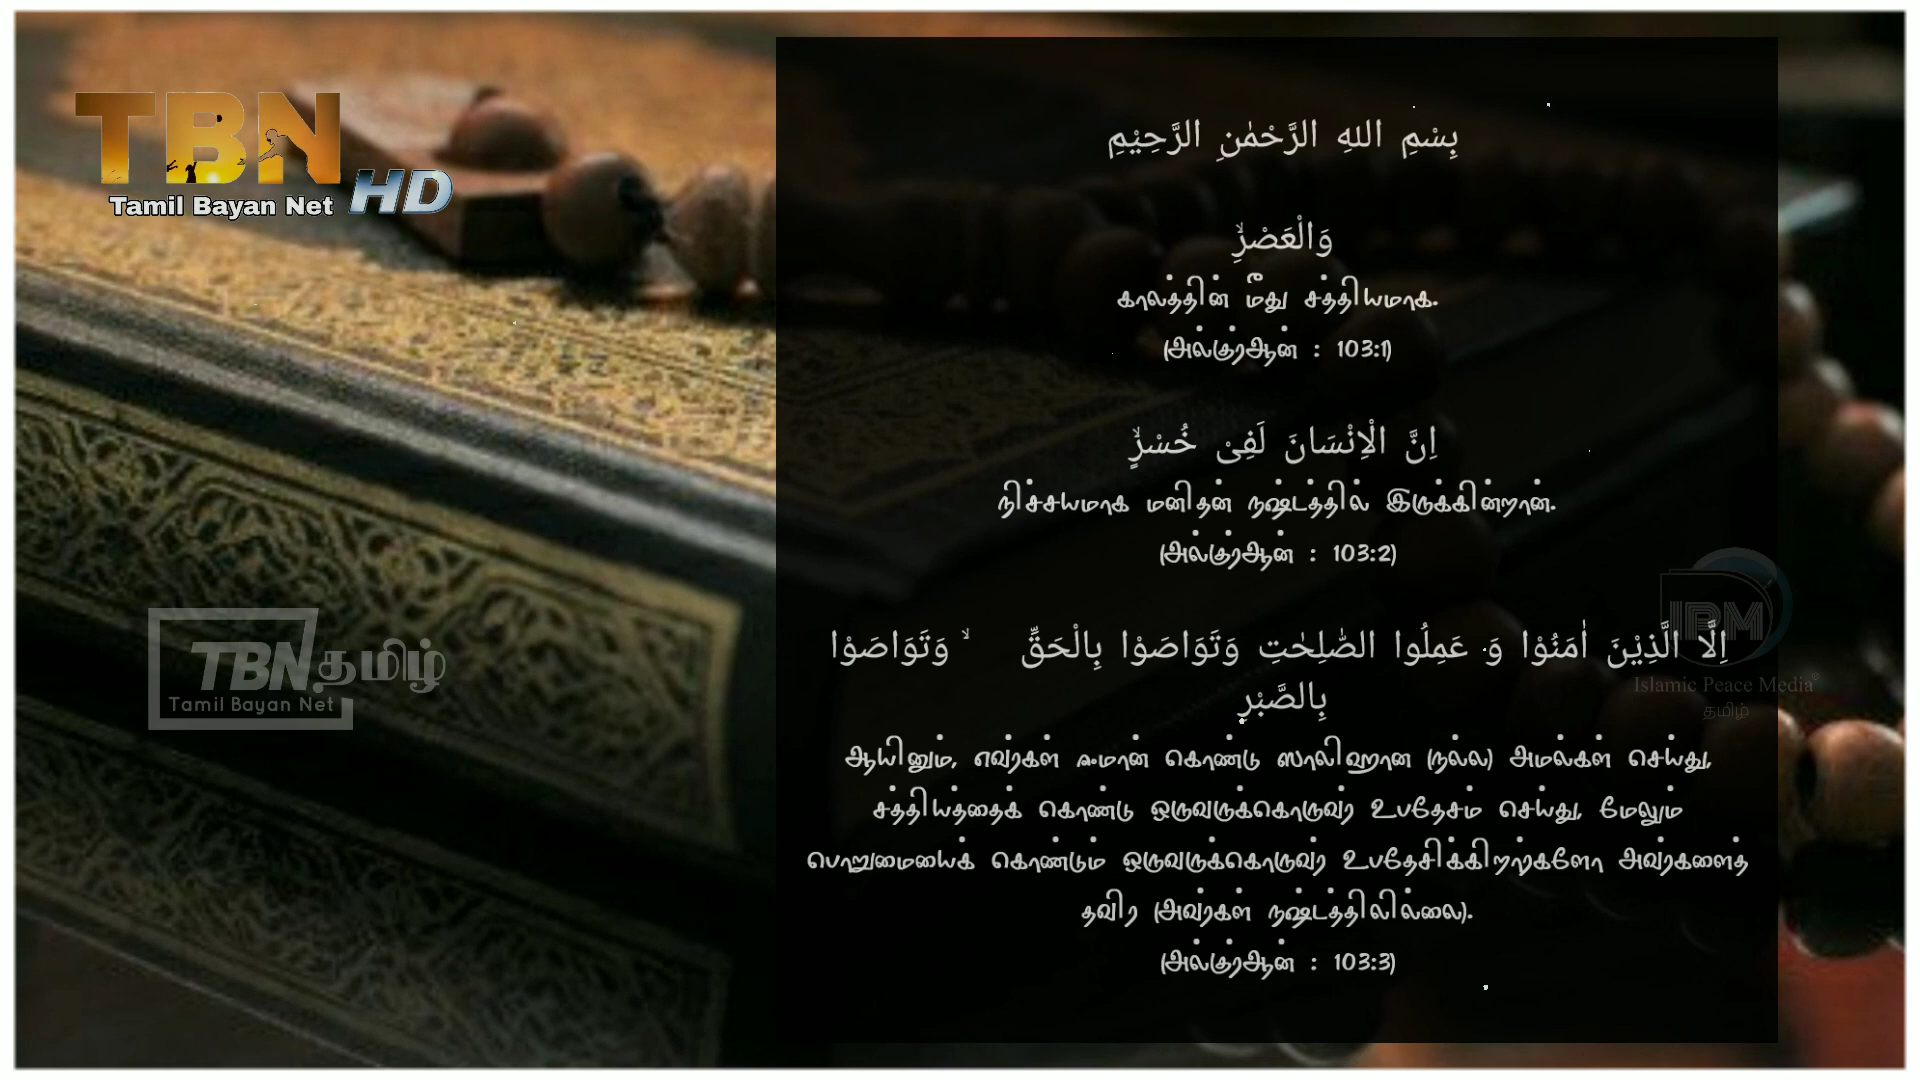 TBN HD
Tamil Bayan Net
بِسْمِ اللهِ الرَّحْمٰنِ الرَّحِيْمِ
وَالْعَصْرِۙ
காலத்தின் மீது சத்தியமாக.
(அல்குர்ஆன் : 103:1)
اِنَّ الْاِنْسَانَ لَفِىْ خُسْرٍۙ
நிச்சயமாக மனிதன் நஷ்டத்தில் இருக்கின்றான்.
(அல்குர்ஆன் : 103:2)
اِلَّا الَّذِيْنَ اٰمَنُوْا وَ عَمِلُوا الصّٰلِحٰتِ وَتَوَاصَوْا بِالْحَقِّ ۙ وَتَوَاصَوْا
بِالصَّبْرِ
ஆயினும், எவர்கள் ஈமான் கொண்டு ஸாலிஹான (நல்ல) அமல்கள் செய்து,
சத்தியத்தைக் கொண்டு ஒருவருக்கொருவர் உபதேசம் செய்து, மேலும்
பொறுமையைக் கொண்டும் ஒருவருக்கொருவர் உபதேசிக்கிறார்களோ அவர்களைத்
தவிர (அவர்கள் நஷ்டத்திலில்லை).
(அல்குர்ஆன் : 103:3)
TBN தமிழ்
Tamil Bayan Net
IPM
Islamic Peace Media©
தமிழ்